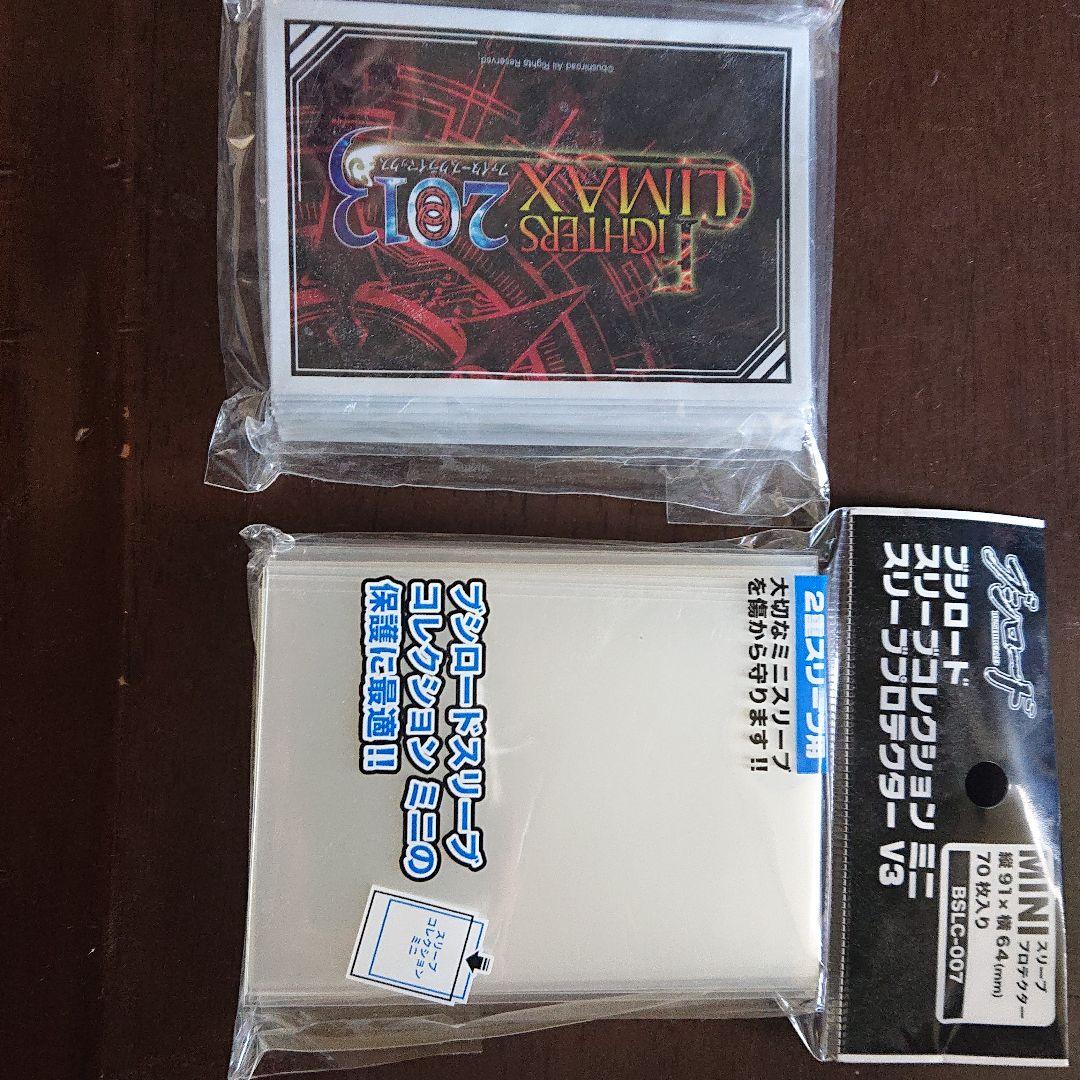 ©bushiroad All Rights Reserved.
FIGHTERS
CLIMAX
2013
ファイターズクライマックス
ブシロード
ブシロード
スリーブコレクション ミニ
スリーブプロテクター V3
MINI
スリーブ
プロテクター
縦91×横64(mm)
70枚入り
BSLC-007
2重スリーブ用
大切なミニスリーブ
を傷から守ります!!
ブシロードスリーブ
コレクション ミニの
保護に最適!!
スリーブ
コレクション
ミニ